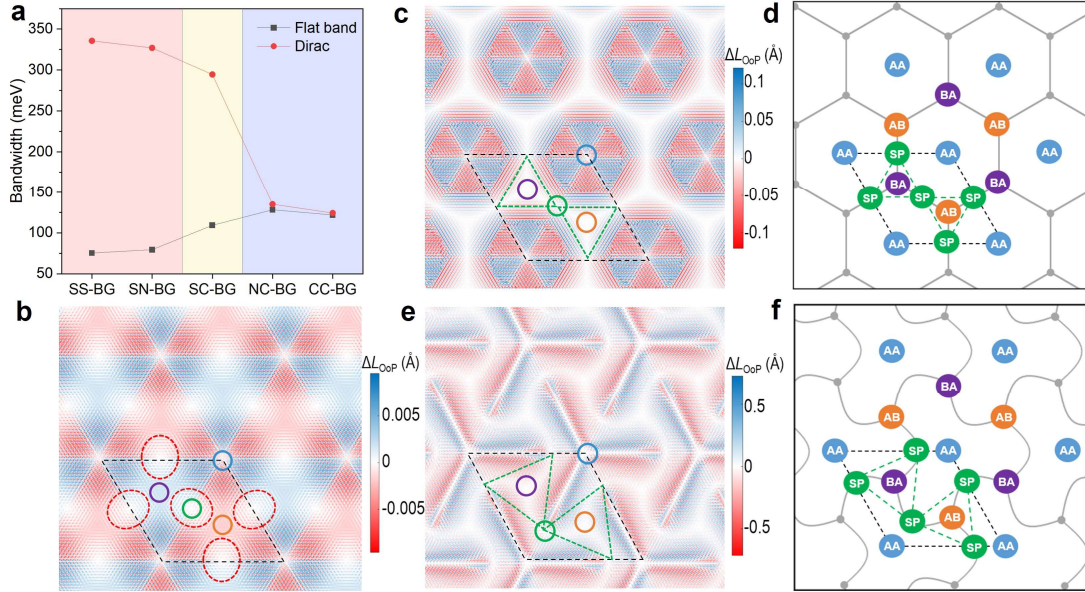 a
Bandwidth (meV)
350
325
300
250
200
150
100
50
Flat band
Dirac
SS-BG
SN-BG
SC-BG
NC-BG
CC-BG
b
ΔL_OoP (Å)
0.005
0
-0.005
c
ΔL_OoP (Å)
0.1
0.05
0
-0.05
-0.1
d
AA
AA
BA
AB
AB
AA
SP
AA
AA
SP
BA
SP
SP
BA
AB
AA
SP
AA
e
ΔL_OoP (Å)
0.5
0
-0.5
f
AA
AA
BA
AB
AB
AA
SP
AA
SP
BA
SP
BA
SP
AB
AA
SP
AA